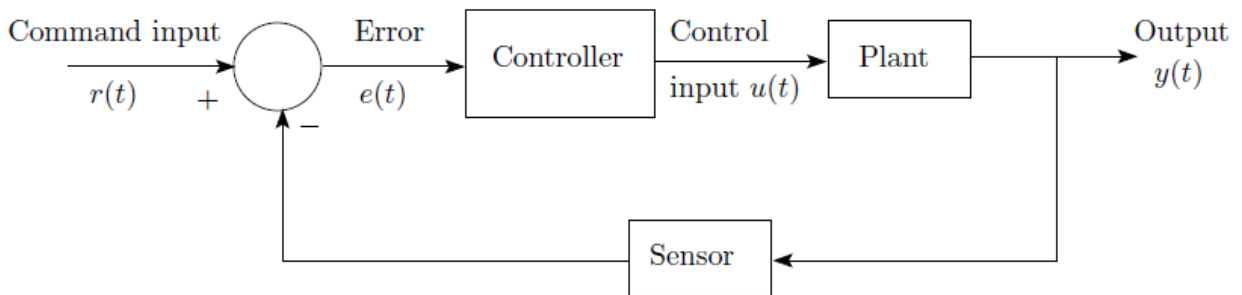 Command input
r(t)
+
−
Error
e(t)
Controller
Control
input u(t)
Plant
Output
y(t)
Sensor